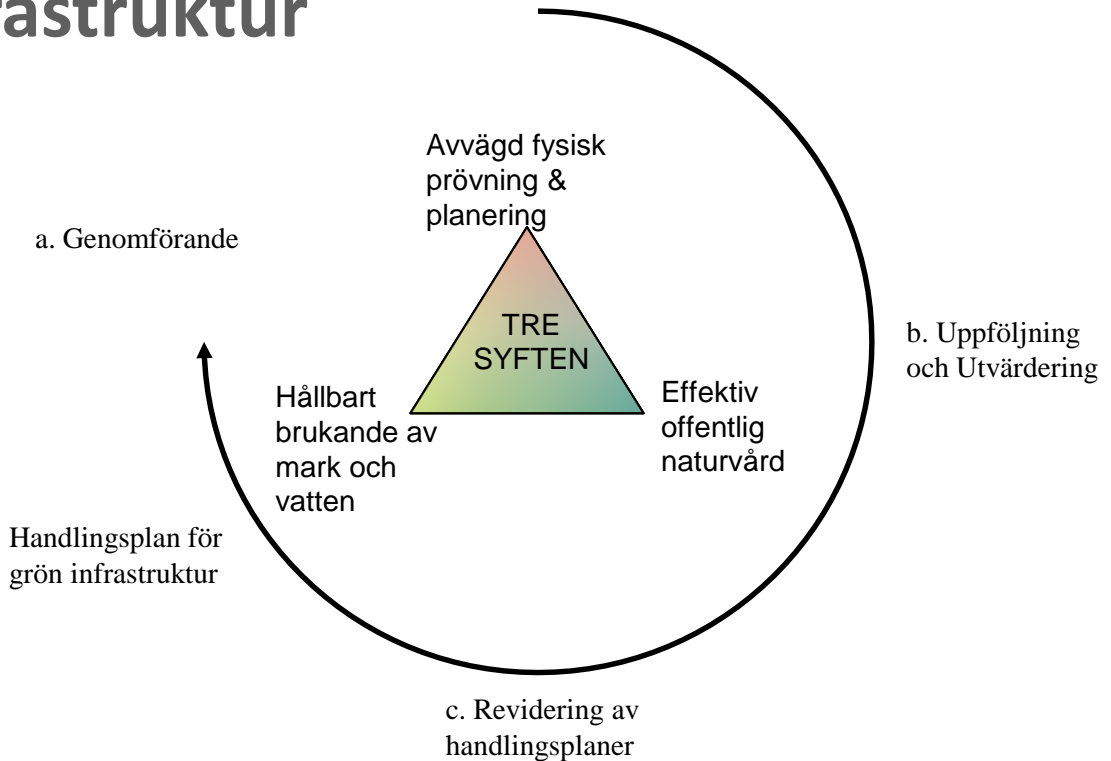 rastruktur
Avvägd fysisk
prövning &
planering
a. Genomförande
TRE
SYFTEN
b. Uppföljning
och Utvärdering
Hållbart
brukande av
mark och
vatten
Effektiv
offentlig
naturvård
Handlingsplan för
grön infrastruktur
c. Revidering av
handlingsplaner